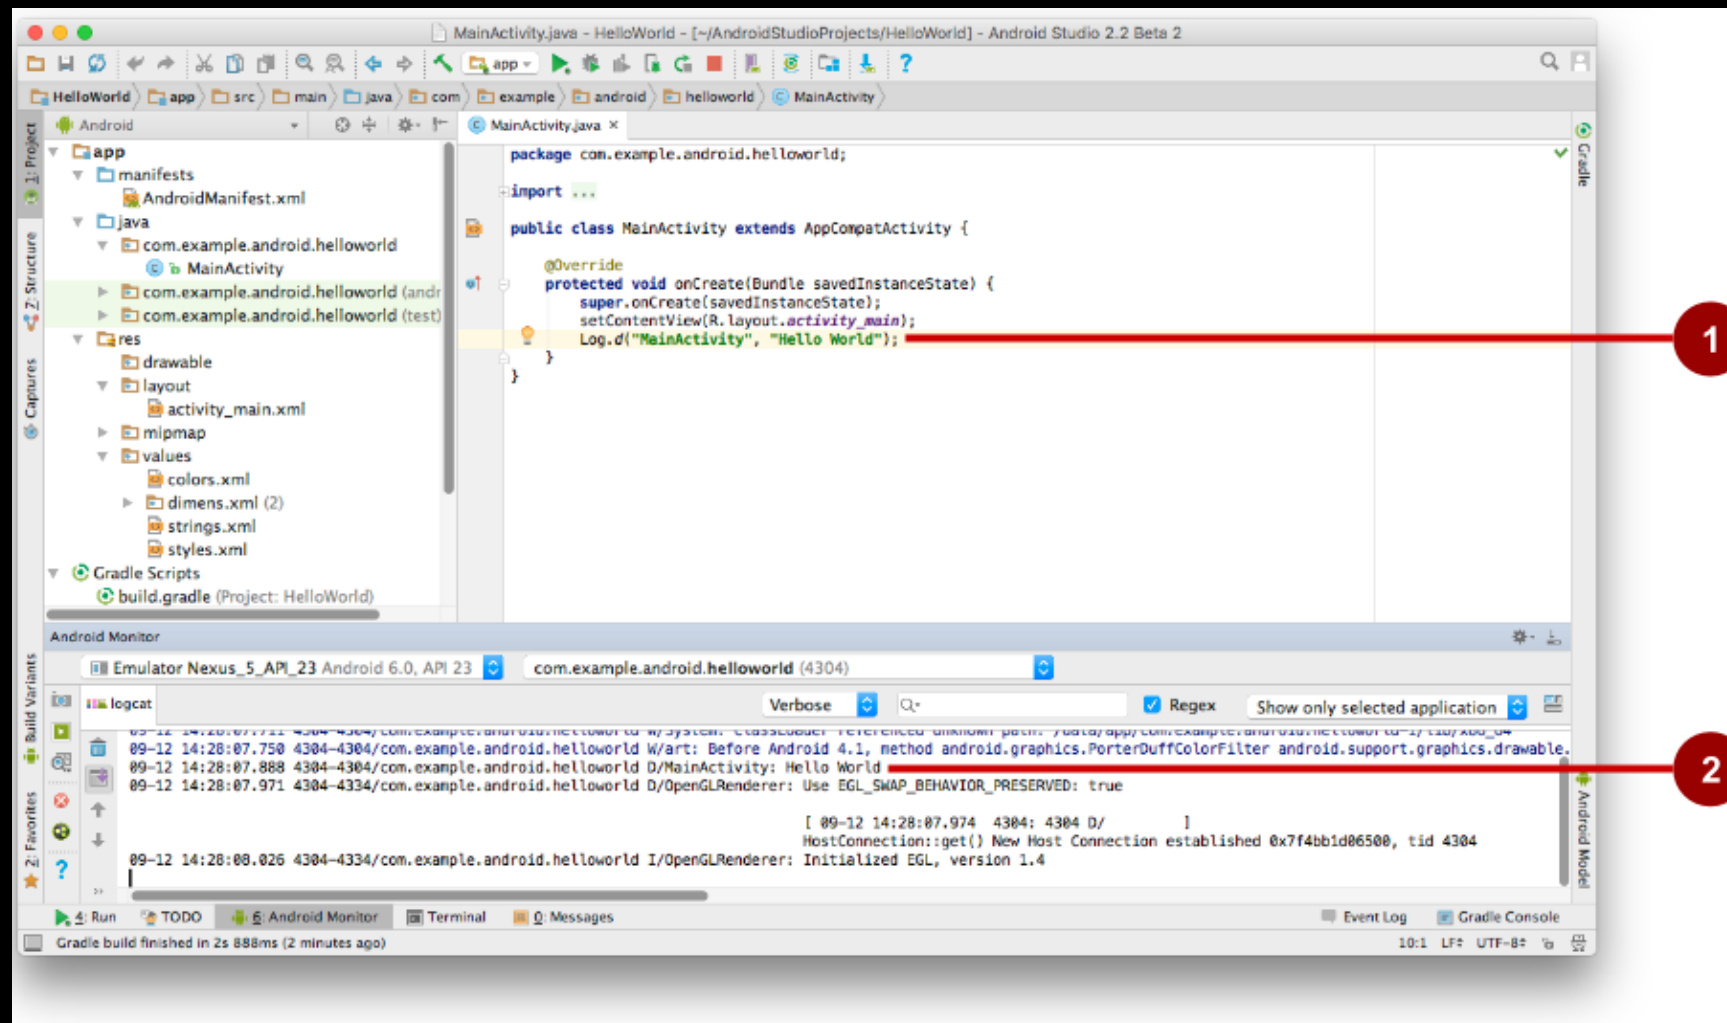 MainActivity.java - HelloWorld - [~/AndroidStudioProjects/HelloWorld] - Android Studio 2.2 Beta 2
app
HelloWorld app src main java com example android helloworld MainActivity
Android
MainActivity.java
1: Project
Z: Structure
Captures
Build Variants
2: Favorites
app
manifests
AndroidManifest.xml
java
com.example.android.helloworld
MainActivity
com.example.android.helloworld (andr
com.example.android.helloworld (test)
res
drawable
layout
activity_main.xml
mipmap
values
colors.xml
dimens.xml (2)
strings.xml
styles.xml
Gradle Scripts
build.gradle (Project: HelloWorld)
package com.example.android.helloworld;
import ...
public class MainActivity extends AppCompatActivity {
@Override
protected void onCreate(Bundle savedInstanceState) {
super.onCreate(savedInstanceState);
setContentView(R.layout.activity_main);
Log.d("MainActivity", "Hello World");
}
}
Gradle
1
Android Monitor
Emulator Nexus_5_API_23 Android 6.0, API 23
com.example.android.helloworld (4304)
logcat
Verbose
Regex
Show only selected application
09-12 14:28:07.750 4304-4304/com.example.android.helloworld W/art: Before Android 4.1, method android.graphics.PorterDuffColorFilter android.support.graphics.drawable.
09-12 14:28:07.888 4304-4304/com.example.android.helloworld D/MainActivity: Hello World
09-12 14:28:07.971 4304-4334/com.example.android.helloworld D/OpenGLRenderer: Use EGL_SWAP_BEHAVIOR_PRESERVED: true
[ 09-12 14:28:07.974 4304: 4304 D/ ]
HostConnection::get() New Host Connection established 0x7f4bb1d06500, tid 4304
09-12 14:28:08.026 4304-4334/com.example.android.helloworld I/OpenGLRenderer: Initialized EGL, version 1.4
2
Android Model
4: Run
TODO
6: Android Monitor
Terminal
0: Messages
Event Log
Gradle Console
Gradle build finished in 2s 888ms (2 minutes ago)
10:1 LF UTF-8